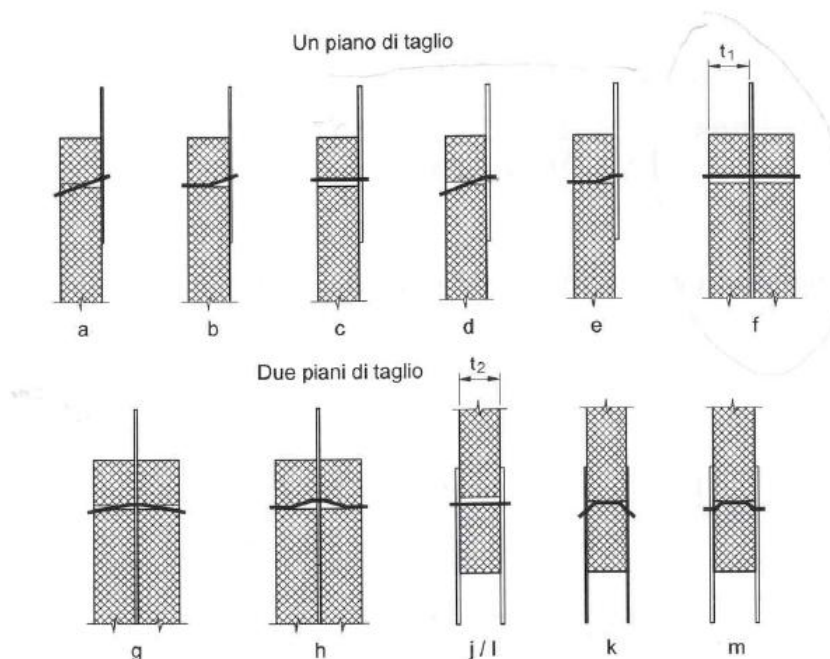 Un piano di taglio
t₁
a b c d e f
Due piani di taglio
t₂
g h j / l k m